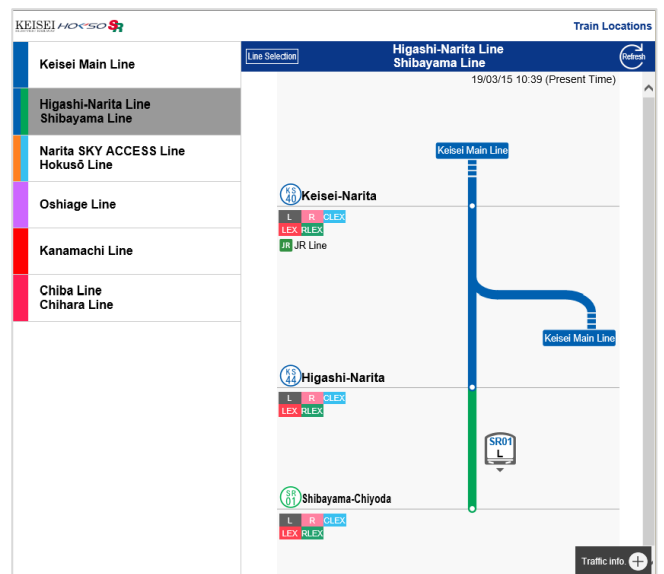 KEISEI HOKSO
Train Locations
Keisei Main Line
Higashi-Narita Line
Shibayama Line
Narita SKY ACCESS Line
Hokusō Line
Oshiage Line
Kanamachi Line
Chiba Line
Chihara Line
Line Selection
Higashi-Narita Line
Shibayama Line
Refresh
19/03/15 10:39 (Present Time)
Keisei Main Line
KS
40
Keisei-Narita
L R CLEX
LEX RLEX
JR JR Line
Keisei Main Line
KS
44
Higashi-Narita
L R CLEX
LEX RLEX
SR01
L
SR
01
Shibayama-Chiyoda
L R CLEX
LEX RLEX
Traffic info.